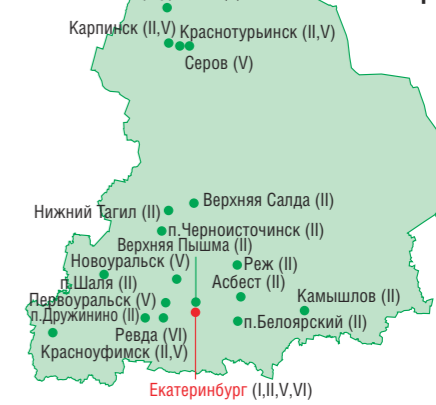 Карпинск (II,V)
Краснотурьинск (II,V)
Серов (V)
Верхняя Салда (II)
Нижний Тагил (II)
п.Черноисточинск (II)
Верхняя Пышма (II)
Новоуральск (V)
Реж (II)
п.Шаля (II)
Асбест (II)
Первоуральск (V)
Камышлов (II)
п.Дружинино (II)
п.Белоярский (II)
Ревда (VI)
Красноуфимск (II,V)
Екатеринбург (I,II,V,VI)